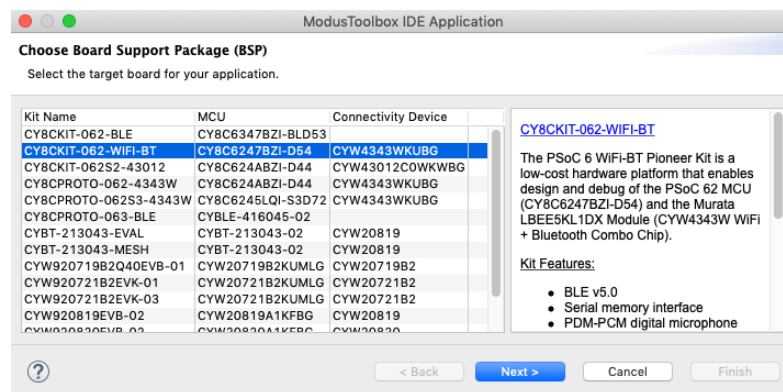 ModusToolbox IDE Application
Choose Board Support Package (BSP)
Select the target board for your application.
Kit Name MCU Connectivity Device
CY8CKIT-062-BLE CY8C6347BZI-BLD53
CY8CKIT-062-WIFI-BT CY8C6247BZI-D54 CYW4343WKUBG
CY8CKIT-062S2-43012 CY8C624ABZI-D44 CYW43012C0WKWBG
CY8CPROTO-062-4343W CY8C624ABZI-D44 CYW4343WKUBG
CY8CPROTO-062S3-4343W CY8C6245LQI-S3D72 CYW4343WKUBG
CY8CPROTO-063-BLE CYBLE-416045-02
CYBT-213043-EVAL CYBT-213043-02 CYW20819
CYBT-213043-MESH CYBT-213043-02 CYW20819
CYW920719B2Q40EVB-01 CYW20719B2KUMLG CYW20719B2
CYW920721B2EVK-01 CYW20721B2KUMLG CYW20721B2
CYW920721B2EVK-03 CYW20721B2KUMLG CYW20721B2
CYW920819EVB-02 CYW20819A1KFBG CYW20819
CYW920820EVB-02 CYW20820A1KFBG CYW20820
CY8CKIT-062-WIFI-BT
The PSoC 6 WiFi-BT Pioneer Kit is a
low-cost hardware platform that enables
design and debug of the PSoC 62 MCU
(CY8C6247BZI-D54) and the Murata
LBEE5KL1DX Module (CYW4343W WiFi
+ Bluetooth Combo Chip).
Kit Features:
• BLE v5.0
• Serial memory interface
• PDM-PCM digital microphone
?
< Back
Next >
Cancel
Finish